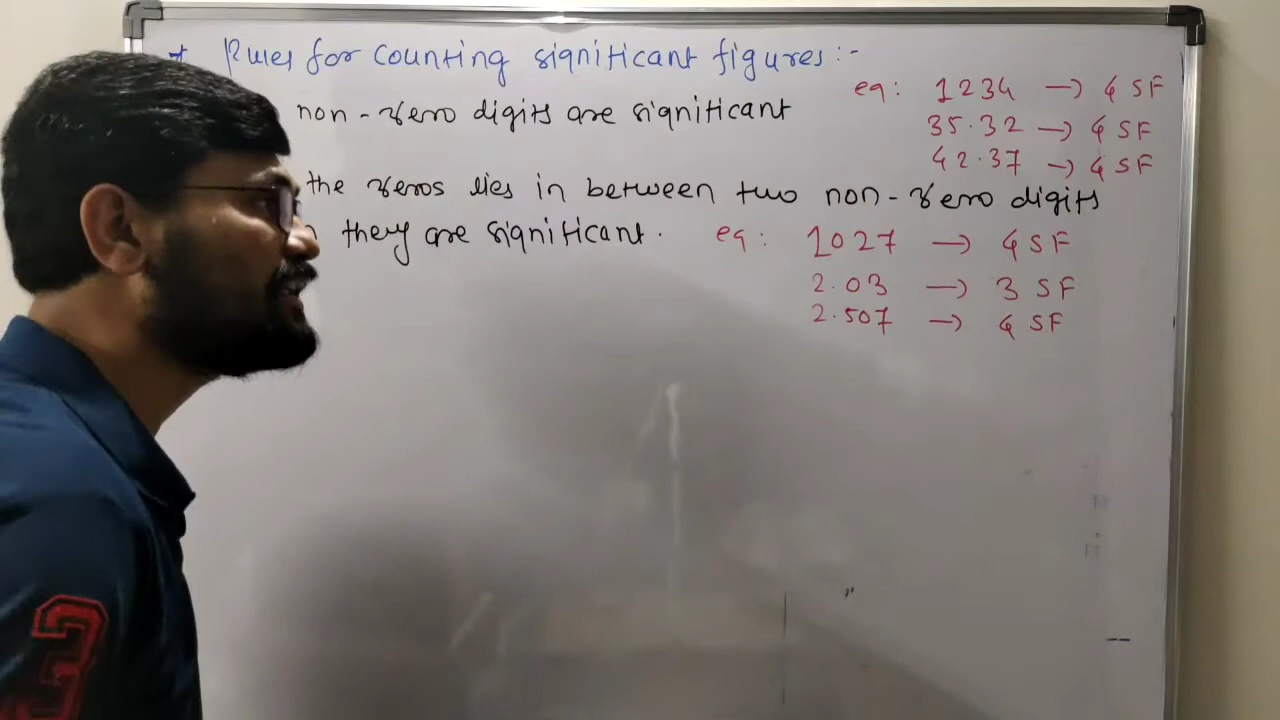 Rules for counting significant figures :-
eg: 1234 → 4 SF
non-zero digits are significant
35.32 → 4 SF
42.37 → 4 SF
the zeros lies in between two non-zero digits
they are significant. eg: 1027 → 4 SF
2.03 → 3 SF
2.507 → 4 SF
3